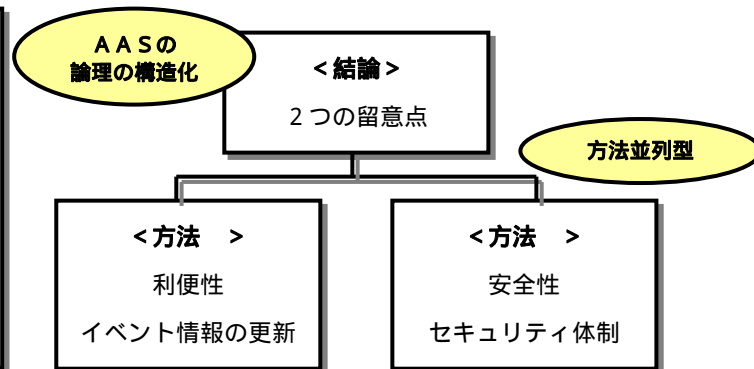 ＡＡＳの
論理の構造化
＜結論＞
２つの留意点
方法並列型
＜方法　＞
利便性
イベント情報の更新
＜方法　＞
安全性
セキュリティ体制